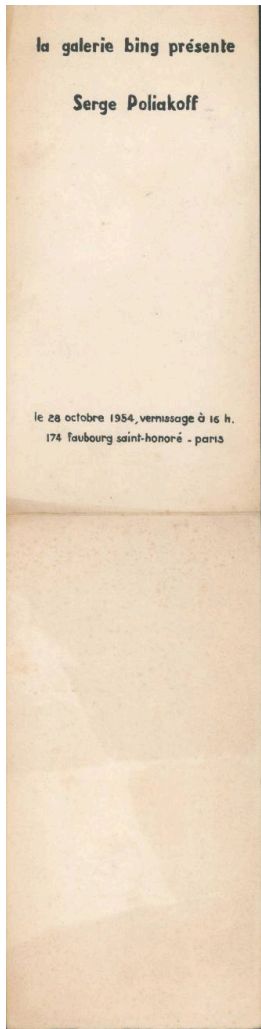 la galerie bing présente
Serge Poliakoff
le 28 octobre 1954, vernissage à 16 h.
174 faubourg saint-honoré - paris